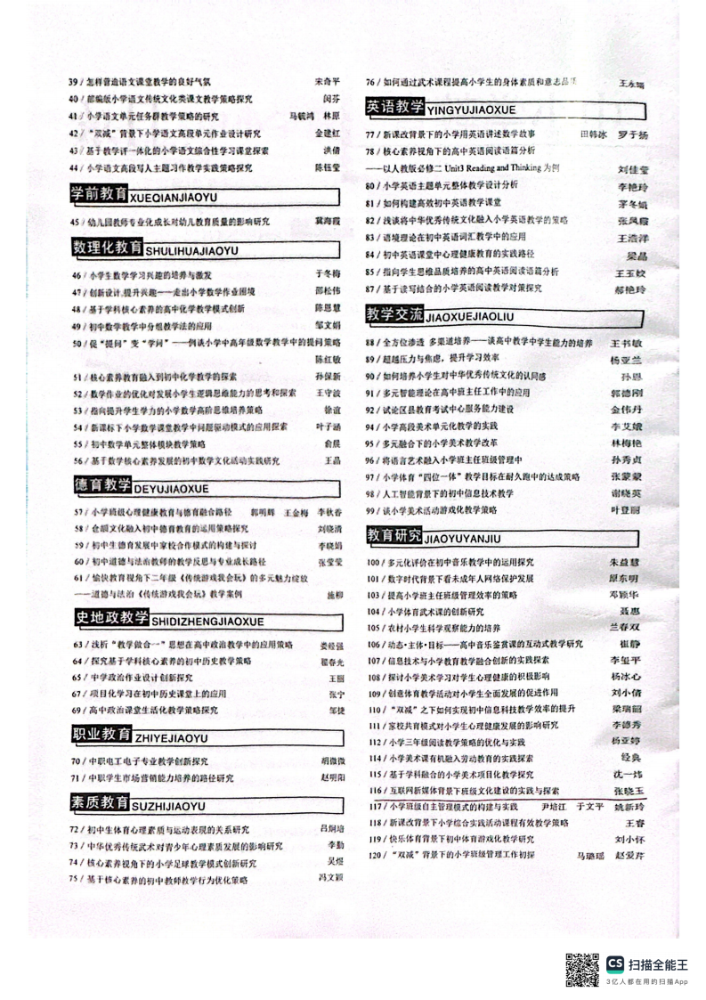 39 / 怎样营造语文课堂教学的良好气氛 宋奇平
40 / 部编版小学语文传统文化类课文教学策略探究 闵芬
41 / 小学语文单元任务群教学策略的研究 马毓鸿 林原
42 / “双减”背景下小学语文高段单元作业设计研究 金建红
43 / 基于教学评一体化的小学语文综合性学习课堂探索 洪倩
44 / 小学语文高段写人主题习作教学实践策略探究 陈钰莹
学前教育 XUEQIANJIAOYU
45 / 幼儿园教师专业化成长对幼儿教育质量的影响研究 冀海霞
数理化教育 SHULIHUAJIAOYU
46 / 小学生数学学习兴趣的培养与激发 于冬梅
47 / 创新设计,提升兴趣——走出小学数学作业困境 邵松伟
48 / 基于学科核心素养的高中化学教学模式创新 陈恩慧
49 / 初中数学教学中分组教学法的应用 邹文娟
50 / 促“提问”变“学问”——例谈小学中高年级数学教学中的提问策略
陈红敏
51 / 核心素养教育融入到初中化学教学的探索 孙保新
52 / 数学作业的优化对发展小学生逻辑思维能力的思考和探索 王守波
53 / 指向提升学生学力的小学数学高阶思维培养策略 徐谊
54 / 新课标下小学数学课堂教学中问题驱动模式的应用探索 叶子涵
55 / 初中数学单元整体模块教学策略 俞晨
56 / 基于数学核心素养发展的初中数学文化活动实践研究 王晶
德育教学 DEYUJIAOXUE
57 / 小学班级心理健康教育与德育融合路径 郭明辉 王金梅 李秋香
58 / 仓颉文化融入初中德育教育的运用策略探究 刘晓清
59 / 初中生德育发展中家校合作模式的构建与探讨 李晓娟
60 / 初中道德与法治教师的教学反思与专业成长路径 张莹莹
61 / 愉快教育视角下二年级《传统游戏我会玩》的多元魅力绽放
——道德与法治《传统游戏我会玩》教学案例 施柳
史地政教学 SHIDIZHENGJIAOXUE
63 / 浅析“教学做合一”思想在高中政治教学中的应用策略 娄经强
64 / 探究基于学科核心素养的初中历史教学策略 翟春光
65 / 中学政治作业设计创新探究 王丽
67 / 项目化学习在初中历史课堂上的应用 张宁
69 / 高中政治课堂生活化教学策略探究 邹捷
职业教育 ZHIYEJIAOYU
70 / 中职电工电子专业教学创新探究 胡微微
71 / 中职学生市场营销能力培养的路径研究 赵明阳
素质教育 SUZHIJIAOYU
72 / 初中生体育心理素质与运动表现的关系研究 吕炯培
73 / 中华优秀传统武术对青少年心理素质发展的影响研究 李勤
74 / 核心素养视角下的小学足球教学模式创新研究 吴煜
75 / 基于核心素养的初中教师教学行为优化策略 冯文颖
76 / 如何通过武术课程提高小学生的身体素质和意志品质 王永瑞
英语教学 YINGYUJIAOXUE
77 / 新课改背景下的小学用英语讲述教学故事 田韩冰 罗于扬
78 / 核心素养视角下的高中英语阅读语篇分析
——以人教版必修二 Unit3 Reading and Thinking 为例 刘佳莹
80 / 小学英语主题单元整体教学设计分析 李艳玲
81 / 如何构建高效初中英语教学课堂 茅冬娟
82 / 浅谈将中华优秀传统文化融入小学英语教学的策略 张凤霞
83 / 语境理论在初中英语词汇教学中的应用 王浩洋
84 / 初中英语课堂中心理健康教育的实践路径 梁晶
85 / 指向学生思维品质培养的高中英语阅读语篇分析 王玉姣
87 / 基于读写结合的小学英语阅读教学对策探究 郝艳玲
教学交流 JIAOXUEJIAOLIU
88 / 全方位渗透 多渠道培养——谈高中教学中学生能力的培养 王书敏
89 / 超越压力与焦虑，提升学习效率 杨亚兰
90 / 如何培养小学生对中华优秀传统文化的认同感 孙恩
91 / 多元智能理论在高中班主任工作中的应用 郭德刚
92 / 试论区县教育考试中心服务能力建设 金伟丹
94 / 小学高段美术单元化教学的实践 李艾娥
95 / 多元融合下的小学美术教学改革 林梅艳
96 / 将语言艺术融入小学班主任班级管理中 孙秀贞
97 / 小学体育“四位一体”教学目标在耐久跑中的达成策略 张蒙蒙
98 / 人工智能背景下的初中信息技术教学 谢晓英
99 / 谈小学美术活动游戏化教学策略 叶登丽
教育研究 JIAOYUYANJIU
100 / 多元化评价在初中音乐教学中的运用探究 朱益慧
101 / 数字时代背景下看未成年人网络保护发展 原东明
103 / 提高小学班主任班级管理效率的策略 邓颖华
104 / 小学体育武术课的创新研究 聂惠
105 / 农村小学生科学观察能力的培养 兰春双
106 / 动态·主体·目标——高中音乐鉴赏课的互动式教学研究 崔静
107 / 信息技术与小学教育教学融合创新的实践探索 李玺平
108 / 探讨小学美术学习对学生心理健康的积极影响 杨冰心
109 / 创意体育教学活动对小学生全面发展的促进作用 刘小倩
110 / “双减”之下如何实现初中信息科技教学效率的提升 梁瑞韶
111 / 家校共育模式对小学生心理健康发展的影响研究 李德秀
112 / 小学三年级阅读教学策略的优化与实践 杨亚婷
114 / 小学美术课有机融入劳动教育的实践探索 经典
115 / 基于学科融合的小学美术项目化教学探究 沈一炜
116 / 互联网新媒体背景下班级文化建设的实践与探索 张晓玉
117 / 小学班级自主管理模式的构建与实践 尹培江 于文平 姚新玲
118 / 新课改背景下小学综合实践活动课程有效教学策略 王睿
119 / 快乐体育背景下初中体育游戏化教学研究 刘小怀
120 / “双减”背景下的小学班级管理工作初探 马璐瑶 赵爱芹
CS 扫描全能王
3亿人都在用的扫描App